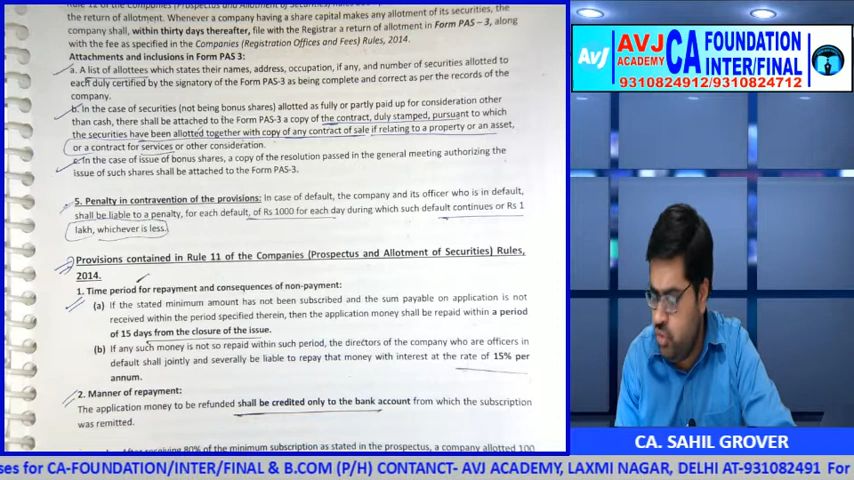 the return of allotment. Whenever a company having a share capital makes any allotment of its securities, the
company shall, within thirty days thereafter, file with the Registrar a return of allotment in Form PAS – 3, along
with the fee as specified in the Companies (Registration Offices and Fees) Rules, 2014.
Attachments and inclusions in Form PAS 3:
a. A list of allottees which states their names, address, occupation, if any, and number of securities allotted to
each duly certified by the signatory of the Form PAS-3 as being complete and correct as per the records of the
company.
b. In the case of securities (not being bonus shares) allotted as fully or partly paid up for consideration other
than cash, there shall be attached to the Form PAS-3 a copy of the contract, duly stamped, pursuant to which
the securities have been allotted together with copy of any contract of sale if relating to a property or an asset,
or a contract for services or other consideration.
c. In the case of issue of bonus shares, a copy of the resolution passed in the general meeting authorizing the
issue of such shares shall be attached to the Form PAS-3.
5. Penalty in contravention of the provisions: In case of default, the company and its officer who is in default,
shall be liable to a penalty, for each default, of Rs 1000 for each day during which such default continues or Rs 1
lakh, whichever is less.
Provisions contained in Rule 11 of the Companies (Prospectus and Allotment of Securities) Rules,
2014.
1. Time period for repayment and consequences of non-payment:
(a) If the stated minimum amount has not been subscribed and the sum payable on application is not
received within the period specified therein, then the application money shall be repaid within a period
of 15 days from the closure of the issue.
(b) If any such money is not so repaid within such period, the directors of the company who are officers in
default shall jointly and severally be liable to repay that money with interest at the rate of 15% per
annum.
2. Manner of repayment:
The application money to be refunded shall be credited only to the bank account from which the subscription
was remitted.
After receiving 80% of the minimum subscription as stated in the prospectus, a company allotted 100
AVJ
AVJ
ACADEMY
CA
FOUNDATION
INTER/FINAL
9310824912/9310824712
CA. SAHIL GROVER
ses for CA-FOUNDATION/INTER/FINAL & B.COM (P/H) CONTANCT- AVJ ACADEMY, LAXMI NAGAR, DELHI AT-931082491 For